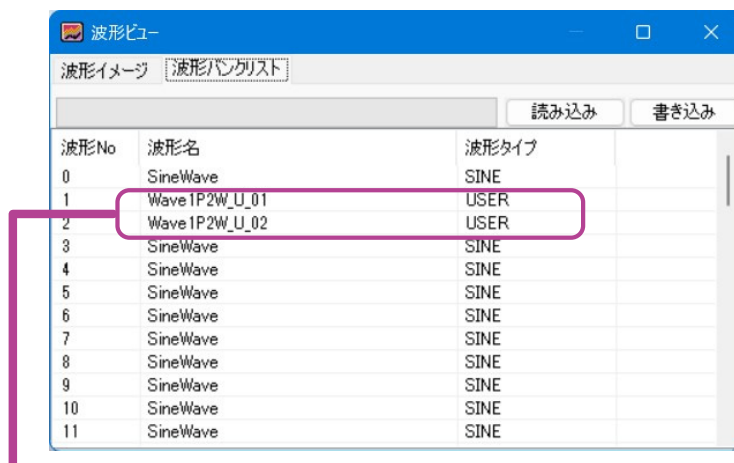 波形ビュー
波形イメージ 波形バンクリスト
読み込み 書き込み
波形No 波形名 波形タイプ
0 SineWave SINE
1 Wave1P2W_U_01 USER
2 Wave1P2W_U_02 USER
3 SineWave SINE
4 SineWave SINE
5 SineWave SINE
6 SineWave SINE
7 SineWave SINE
8 SineWave SINE
9 SineWave SINE
10 SineWave SINE
11 SineWave SINE